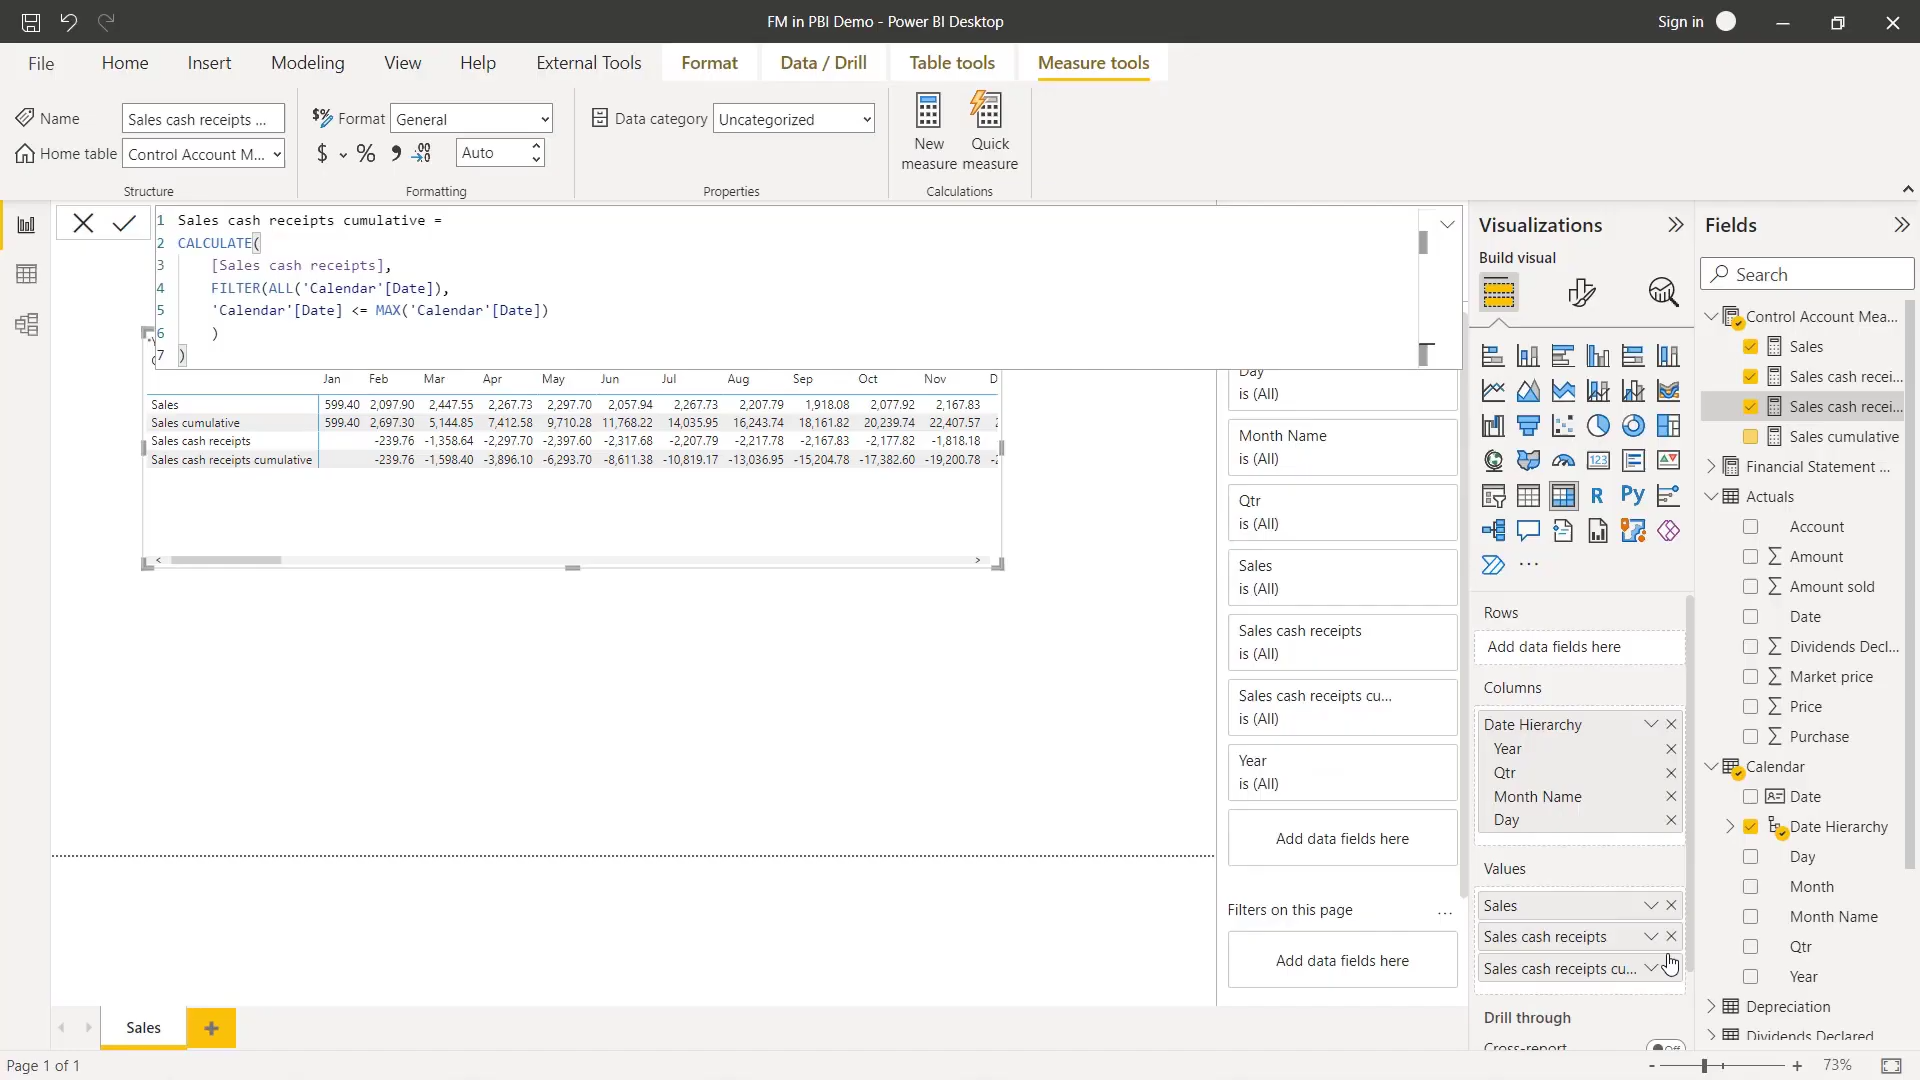 FM in PBI Demo - Power BI Desktop
Sign in
File
Home
Insert
Modeling
View
Help
External Tools
Format
Data / Drill
Table tools
Measure tools
Name
Sales cash receipts ...
Home table
Control Account M...
Structure
Format
General
$ % 9 .00
Auto
Formatting
Data category
Uncategorized
Properties
New measure
Quick measure
Calculations
1 Sales cash receipts cumulative =
2 CALCULATE(
3 [Sales cash receipts],
4 FILTER(ALL('Calendar'[Date]),
5 'Calendar'[Date] <= MAX('Calendar'[Date])
6 )
7 )
Jan Feb Mar Apr May Jun Jul Aug Sep Oct Nov D
Sales 599.40 2,097.90 2,447.55 2,267.73 2,297.70 2,057.94 2,267.73 2,207.79 1,918.08 2,077.92 2,167.83
Sales cumulative 599.40 2,697.30 5,144.85 7,412.58 9,710.28 11,768.22 14,035.95 16,243.74 18,161.82 20,239.74 22,407.57
Sales cash receipts -239.76 -1,358.64 -2,297.70 -2,397.60 -2,317.68 -2,207.79 -2,217.78 -2,167.83 -2,177.82 -1,818.18
Sales cash receipts cumulative -239.76 -1,598.40 -3,896.10 -6,293.70 -8,611.38 -10,819.17 -13,036.95 -15,204.78 -17,382.60 -19,200.78
Day
is (All)
Month Name
is (All)
Qtr
is (All)
Sales
is (All)
Sales cash receipts
is (All)
Sales cash receipts cu...
is (All)
Year
is (All)
Add data fields here
Filters on this page ...
Add data fields here
Visualizations
Build visual
123
R
Py
...
Rows
Add data fields here
Columns
Date Hierarchy
Year
Qtr
Month Name
Day
Values
Sales
Sales cash receipts
Sales cash receipts cu...
Drill through
Cross-report
Off
Fields
Search
Control Account Mea...
Sales
Sales cash recei...
Sales cash recei...
Sales cumulative
Financial Statement ...
Actuals
Account
Amount
Amount sold
Date
Dividends Decl...
Market price
Price
Purchase
Calendar
Date
Date Hierarchy
Day
Month
Month Name
Qtr
Year
Depreciation
Dividends Declared
Sales
Page 1 of 1
- + 73%